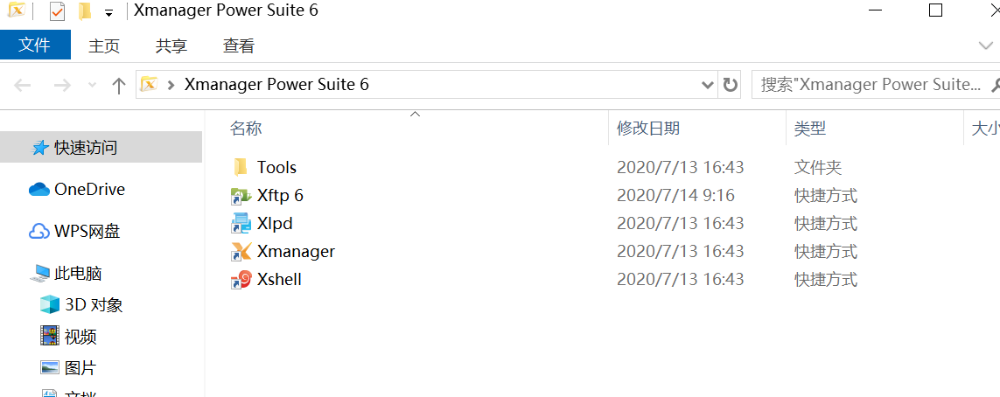 Xmanager Power Suite 6
文件 主页 共享 查看
Xmanager Power Suite 6 搜索"Xmanager Power Suite...
名称 修改日期 类型 大小
快速访问
Tools 2020/7/13 16:43 文件夹
OneDrive
Xftp 6 2020/7/14 9:16 快捷方式
WPS网盘
Xlpd 2020/7/13 16:43 快捷方式
Xmanager 2020/7/13 16:43 快捷方式
此电脑
Xshell 2020/7/13 16:43 快捷方式
3D 对象
视频
图片
文档